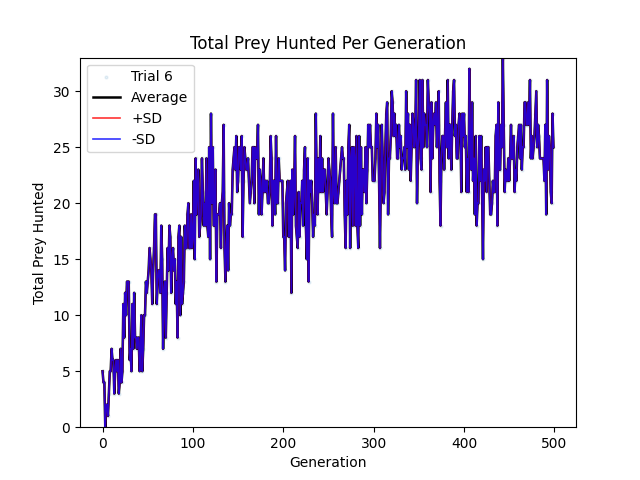 Total Prey Hunted Per Generation
Trial 6
Average
+SD
-SD
Total Prey Hunted
30
25
20
15
10
5
0
0 100 200 300 400 500
Generation